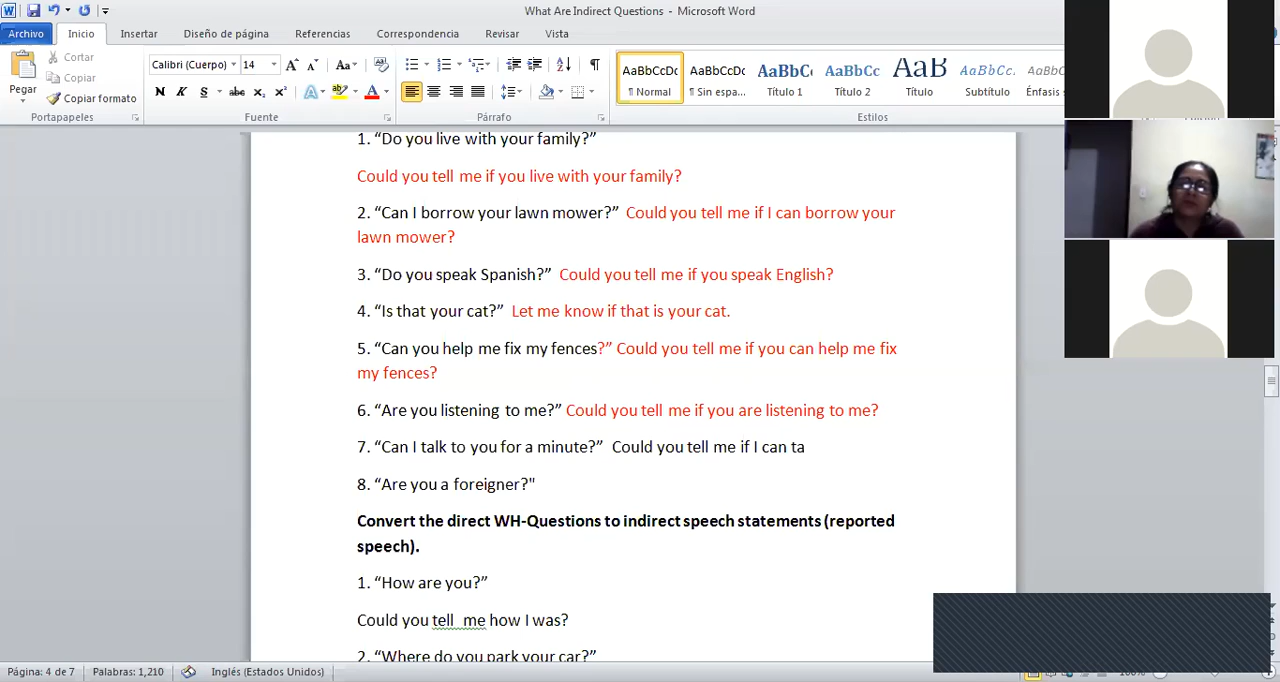 What Are Indirect Questions - Microsoft Word
Archivo Inicio Insertar Diseño de página Referencias Correspondencia Revisar Vista
Cortar
Copiar
Copiar formato
Pegar
Portapapeles
Calibri (Cuerpo) 14 Aa
N K S abc x₂ x² A ab A
Fuente
Párrafo
AaBbCcDc AaBbCcDc AaBbC AaBbCc AaB AaBbCc. AaBbC
¶ Normal ¶ Sin espa... Título 1 Título 2 Título Subtítulo Énfasis
Estilos
1. “Do you live with your family?”
Could you tell me if you live with your family?
2. “Can I borrow your lawn mower?” Could you tell me if I can borrow your
lawn mower?
3. “Do you speak Spanish?” Could you tell me if you speak English?
4. “Is that your cat?” Let me know if that is your cat.
5. “Can you help me fix my fences?” Could you tell me if you can help me fix
my fences?
6. “Are you listening to me?” Could you tell me if you are listening to me?
7. “Can I talk to you for a minute?” Could you tell me if I can ta
8. “Are you a foreigner?"
Convert the direct WH-Questions to indirect speech statements (reported
speech).
1. “How are you?”
Could you tell me how I was?
2. “Where do you park your car?”
Página: 4 de 7 Palabras: 1,210 Inglés (Estados Unidos)